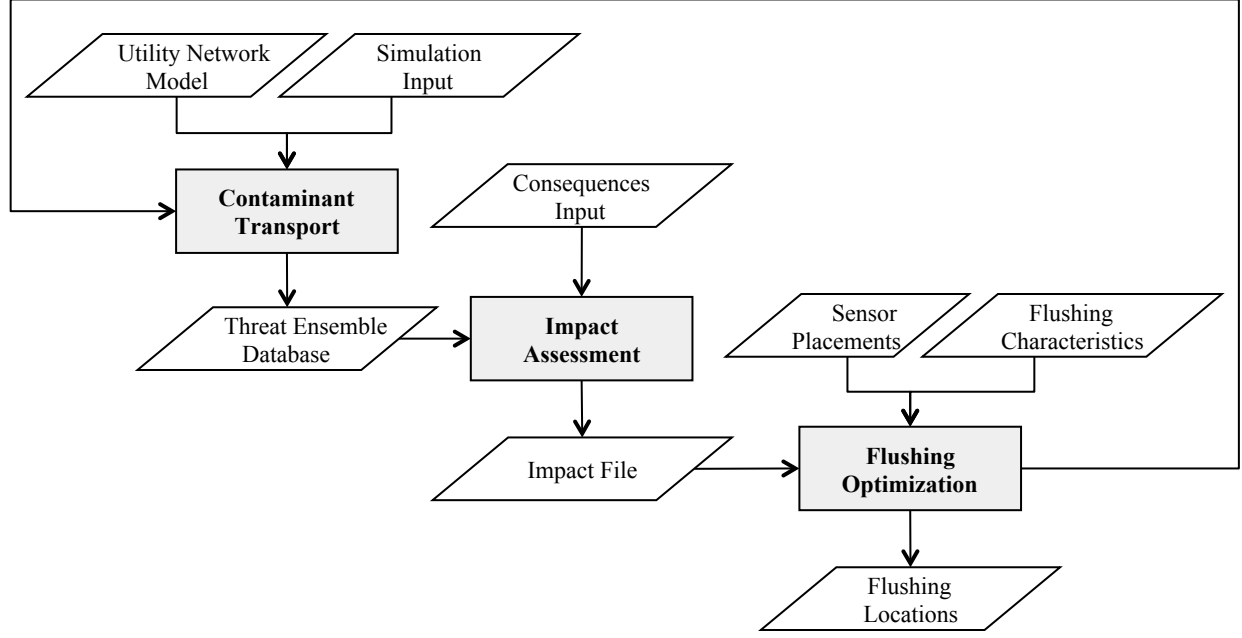 Utility Network
Model
Simulation
Input
Contaminant
Transport
Consequences
Input
Threat Ensemble
Database
Impact
Assessment
Sensor
Placements
Flushing
Characteristics
Impact File
Flushing
Optimization
Flushing
Locations